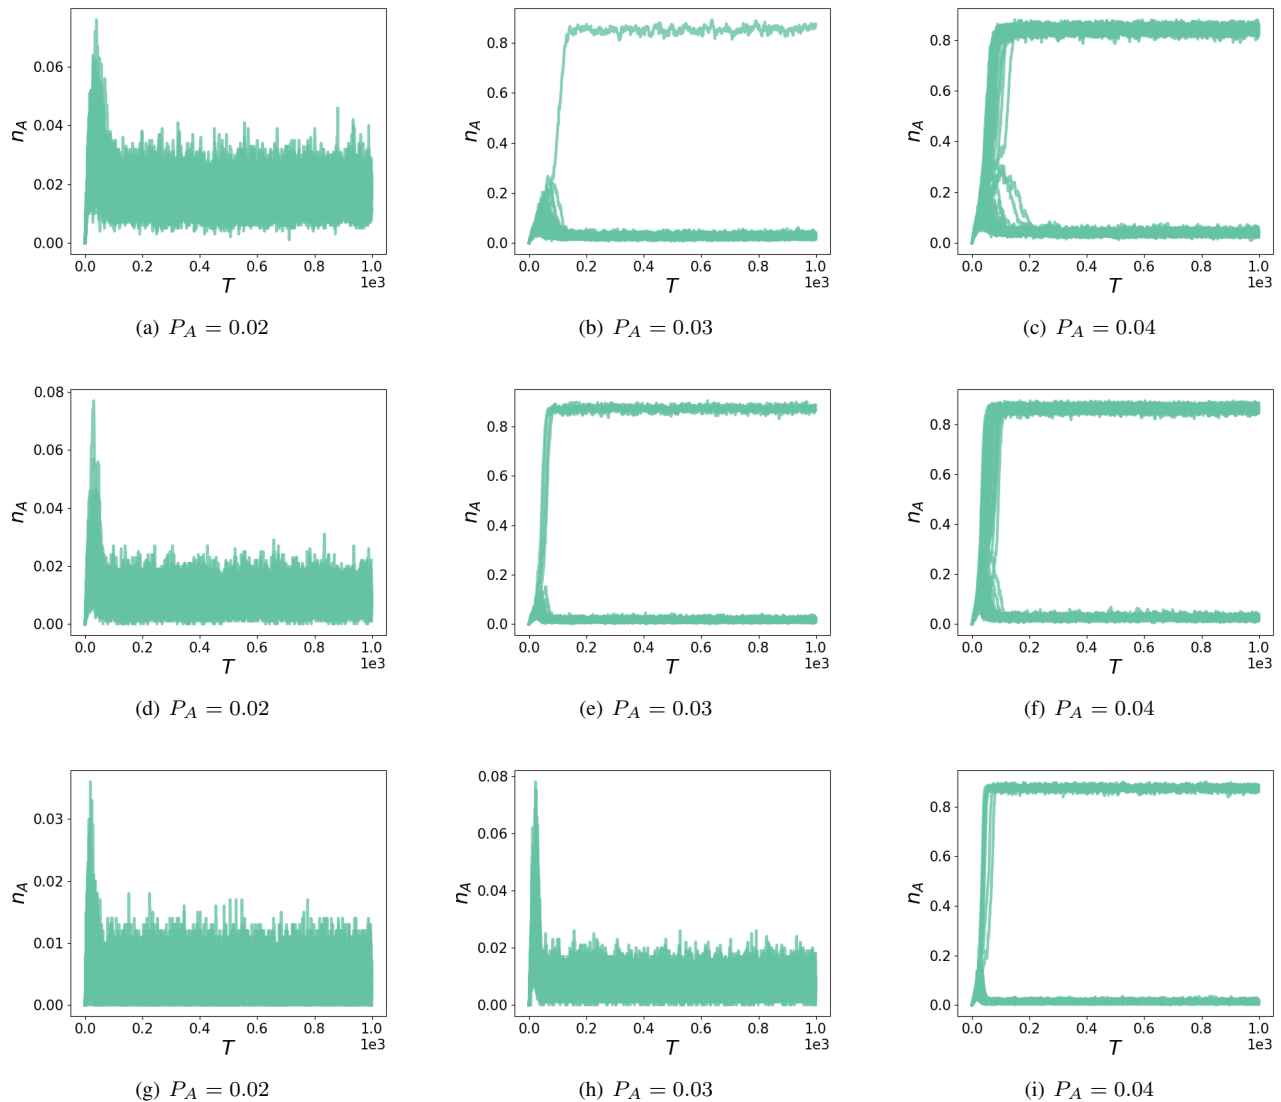 0.06
0.04
0.02
0.00
n_A
0.0 0.2 0.4 0.6 0.8 1.0
1e3
T
(a) P_A = 0.02
0.8
0.6
0.4
0.2
0.0
n_A
0.0 0.2 0.4 0.6 0.8 1.0
1e3
T
(b) P_A = 0.03
0.8
0.6
0.4
0.2
0.0
n_A
0.0 0.2 0.4 0.6 0.8 1.0
1e3
T
(c) P_A = 0.04
0.08
0.06
0.04
0.02
0.00
n_A
0.0 0.2 0.4 0.6 0.8 1.0
1e3
T
(d) P_A = 0.02
0.8
0.6
0.4
0.2
0.0
n_A
0.0 0.2 0.4 0.6 0.8 1.0
1e3
T
(e) P_A = 0.03
0.8
0.6
0.4
0.2
0.0
n_A
0.0 0.2 0.4 0.6 0.8 1.0
1e3
T
(f) P_A = 0.04
0.03
0.02
0.01
0.00
n_A
0.0 0.2 0.4 0.6 0.8 1.0
1e3
T
(g) P_A = 0.02
0.08
0.06
0.04
0.02
0.00
n_A
0.0 0.2 0.4 0.6 0.8 1.0
1e3
T
(h) P_A = 0.03
0.8
0.6
0.4
0.2
0.0
n_A
0.0 0.2 0.4 0.6 0.8 1.0
1e3
T
(i) P_A = 0.04